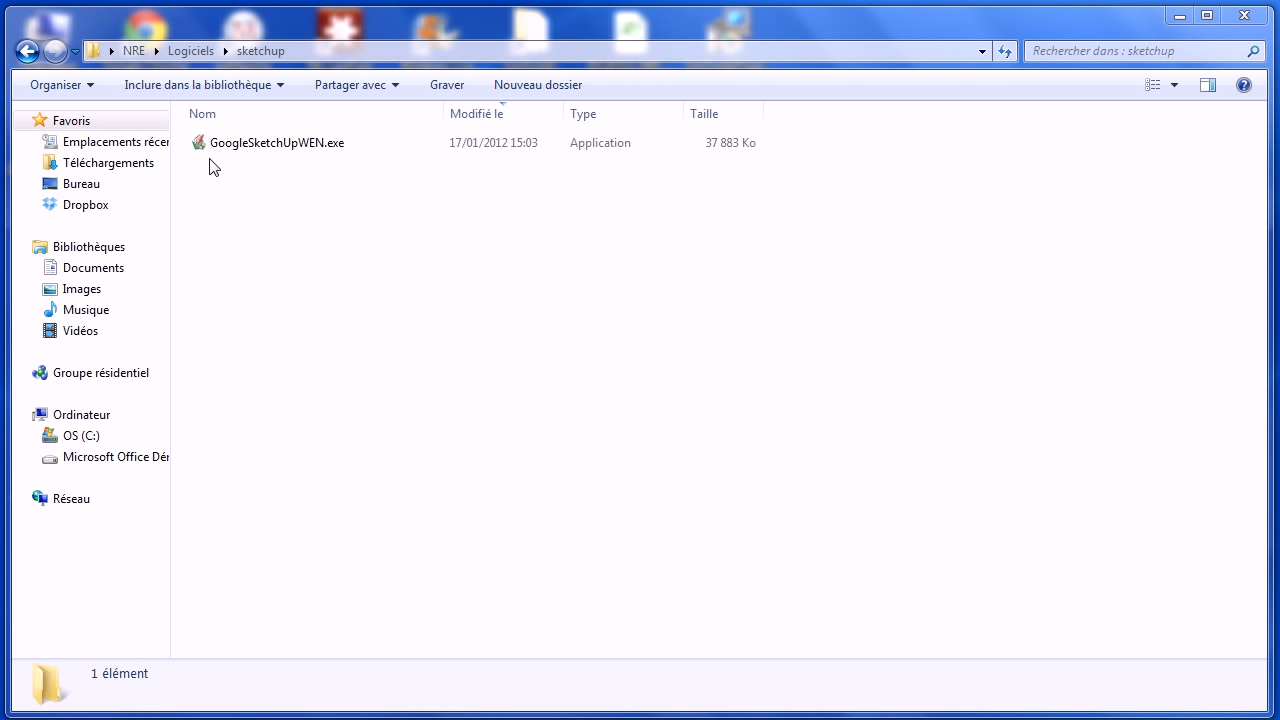 NRE Logiciels sketchup
Rechercher dans : sketchup
Organiser Inclure dans la bibliothèque Partager avec Graver Nouveau dossier
Nom Modifié le Type Taille
GoogleSketchUpWEN.exe 17/01/2012 15:03 Application 37 883 Ko
Favoris
Emplacements récer
Téléchargements
Bureau
Dropbox
Bibliothèques
Documents
Images
Musique
Vidéos
Groupe résidentiel
Ordinateur
OS (C:)
Microsoft Office Dér
Réseau
1 élément